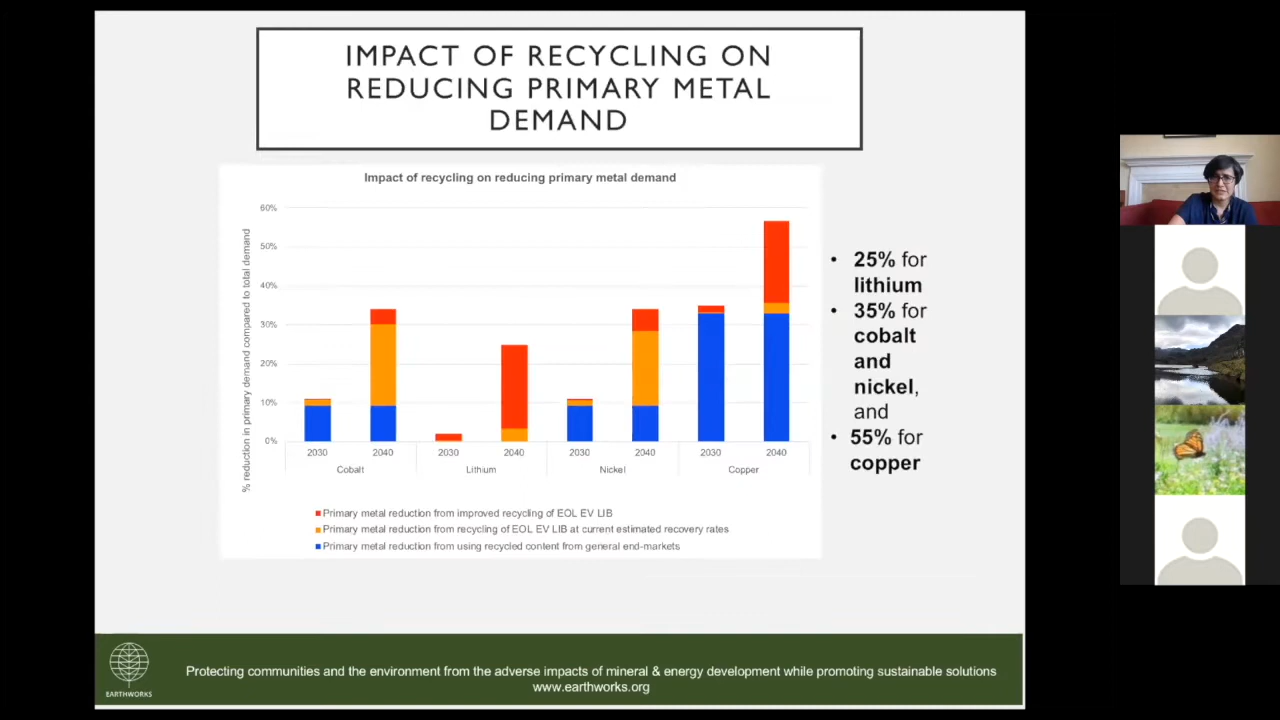 IMPACT OF RECYCLING ON
REDUCING PRIMARY METAL
DEMAND
Impact of recycling on reducing primary metal demand
% reduction in primary demand compared to total demand
60%
50%
40%
30%
20%
10%
0%
2030
2040
2030
2040
2030
2040
2030
2040
Cobalt
Lithium
Nickel
Copper
Primary metal reduction from improved recycling of EOL EV LIB
Primary metal reduction from recycling of EOL EV LIB at current estimated recovery rates
Primary metal reduction from using recycled content from general end-markets
• 25% for
lithium
• 35% for
cobalt
and
nickel,
and
• 55% for
copper
EARTHWORKS
Protecting communities and the environment from the adverse impacts of mineral & energy development while promoting sustainable solutions
www.earthworks.org